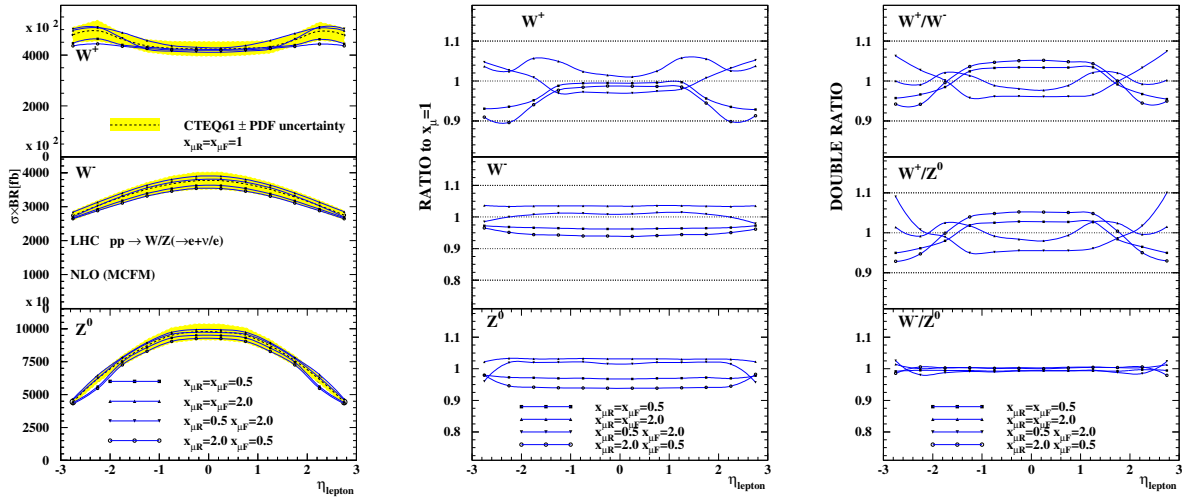 x 10²
4000
W⁺
2000
CTEQ61 ± PDF uncertainty
x_μR=x_μF=1
x 10²
0
4000
W⁻
3000
2000
LHC pp → W/Z(→e+ν/e)
1000
NLO (MCFM)
x 10
0
σ×BR[fb]
10000
Z⁰
7500
5000
x_μR=x_μF=0.5
x_μR=x_μF=2.0
2500
x_μR=0.5 x_μF=2.0
x_μR=2.0 x_μF=0.5
0
-3 -2 -1 0 1 2 3
η_lepton
RATIO to x_μ=1
W⁺
1.1
1
0.9
W⁻
1.1
1
0.9
0.8
Z⁰
1.1
1
0.9
x_μR=x_μF=0.5
x_μR=x_μF=2.0
0.8
x_μR=0.5 x_μF=2.0
x_μR=2.0 x_μF=0.5
-3 -2 -1 0 1 2 3
η_lepton
DOUBLE RATIO
W⁺/W⁻
1.1
1
0.9
W⁺/Z⁰
1.1
1
0.9
W⁻/Z⁰
1.1
1
0.9
x_μR=x_μF=0.5
x_μR=x_μF=2.0
0.8
x_μR=0.5 x_μF=2.0
x_μR=2.0 x_μF=0.5
-3 -2 -1 0 1 2 3
η_lepton